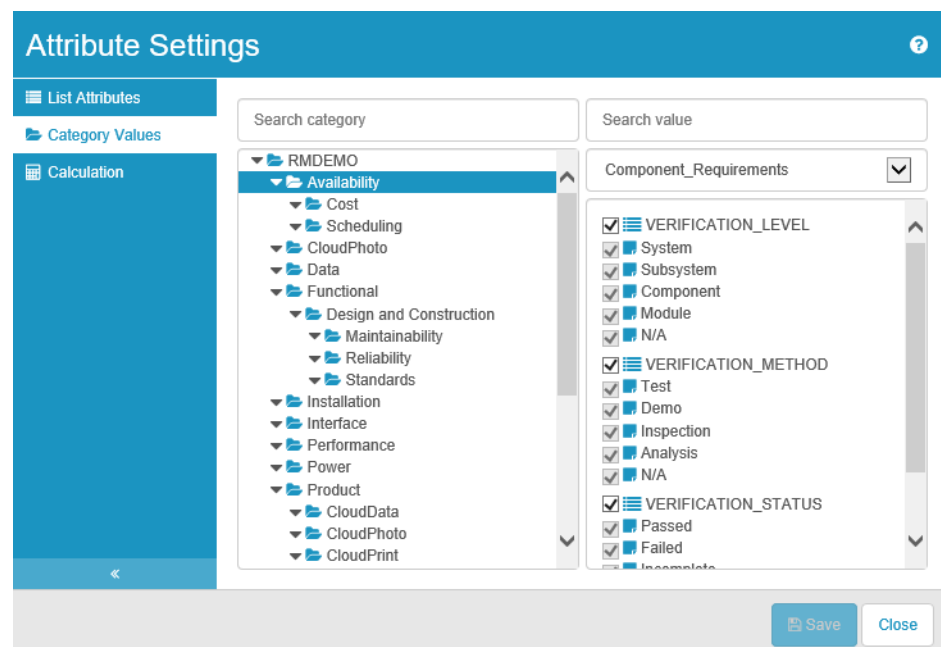 Attribute Settings
?
List Attributes
Category Values
Calculation
«
Search category
RMDEMO
Availability
Cost
Scheduling
CloudPhoto
Data
Functional
Design and Construction
Maintainability
Reliability
Standards
Installation
Interface
Performance
Power
Product
CloudData
CloudPhoto
CloudPrint
Search value
Component_Requirements
VERIFICATION_LEVEL
System
Subsystem
Component
Module
N/A
VERIFICATION_METHOD
Test
Demo
Inspection
Analysis
N/A
VERIFICATION_STATUS
Passed
Failed
Incomplete
Save
Close